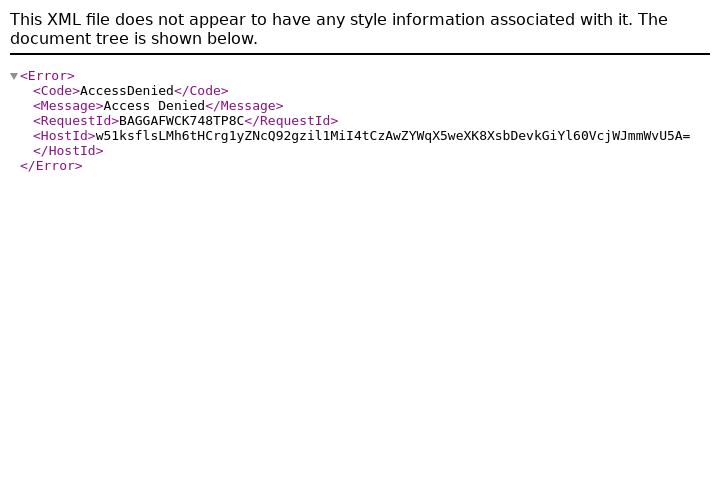 This XML file does not appear to have any style information associated with it. The
document tree is shown below.
<Error>
<Code>AccessDenied</Code>
<Message>Access Denied</Message>
<RequestId>BAGGAFWCK748TP8C</RequestId>
<HostId>w51ksflsLMh6tHCrg1yZNcQ92gzil1MiI4tCzAwZYWqX5weXK8XsbDevkGiYl60VcjWJmmWvU5A=
</HostId>
</Error>